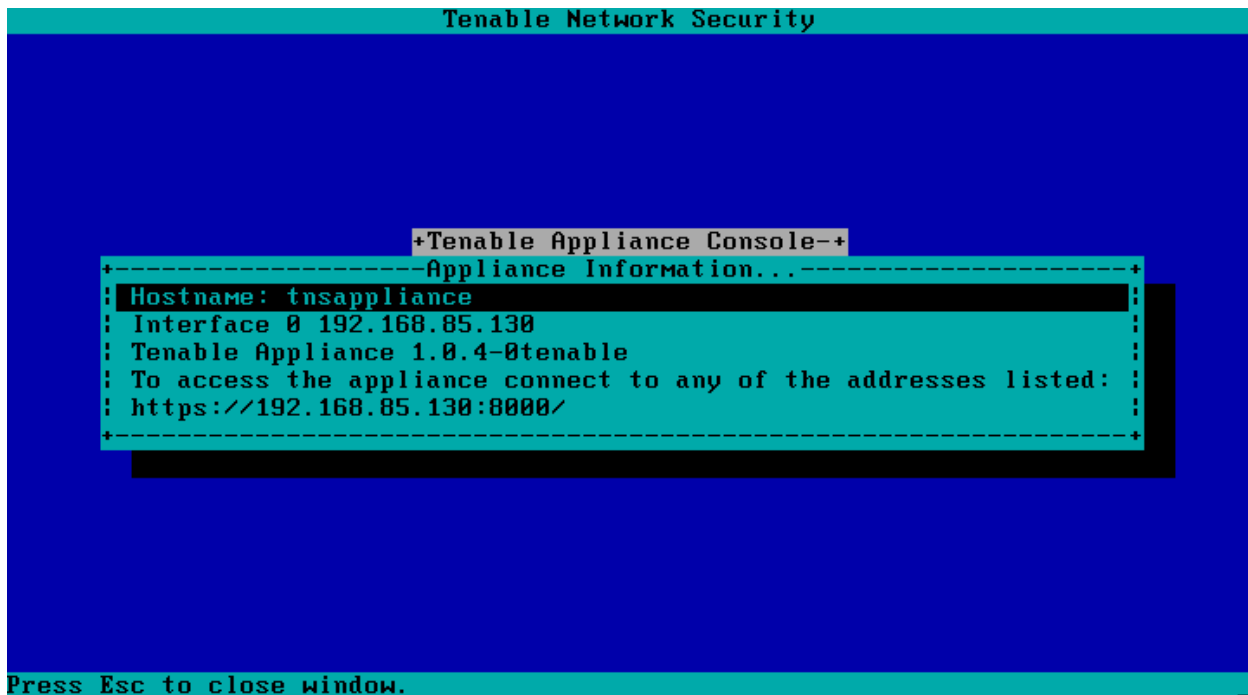 Tenable Network Security
+Tenable Appliance Console-+
Appliance Information...
Hostname: tnsappliance
Interface 0 192.168.85.130
Tenable Appliance 1.0.4-0tenable
To access the appliance connect to any of the addresses listed:
https://192.168.85.130:8000/
Press Esc to close window.